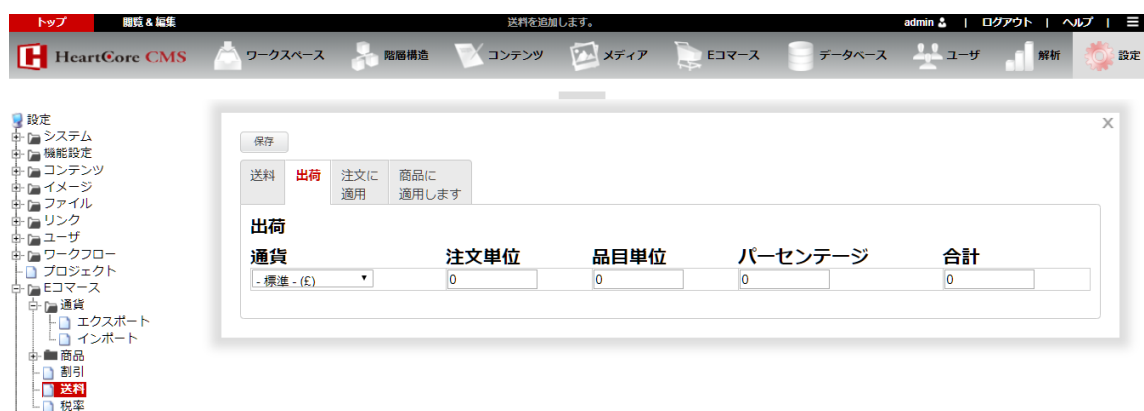 トップ 閲覧 & 編集 送料を追加します。 admin | ログアウト | ヘルプ |
HeartCore CMS ワークスペース 階層構造 コンテンツ メディア Eコマース データベース ユーザ 解析 設定
設定
システム
機能設定
コンテンツ
イメージ
ファイル
リンク
ユーザ
ワークフロー
プロジェクト
Eコマース
通貨
エクスポート
インポート
商品
割引
送料
税率
X
保存
送料 出荷 注文に適用 商品に適用します
出荷
通貨 注文単位 品目単位 パーセンテージ 合計
- 標準 - (£) 0 0 0 0